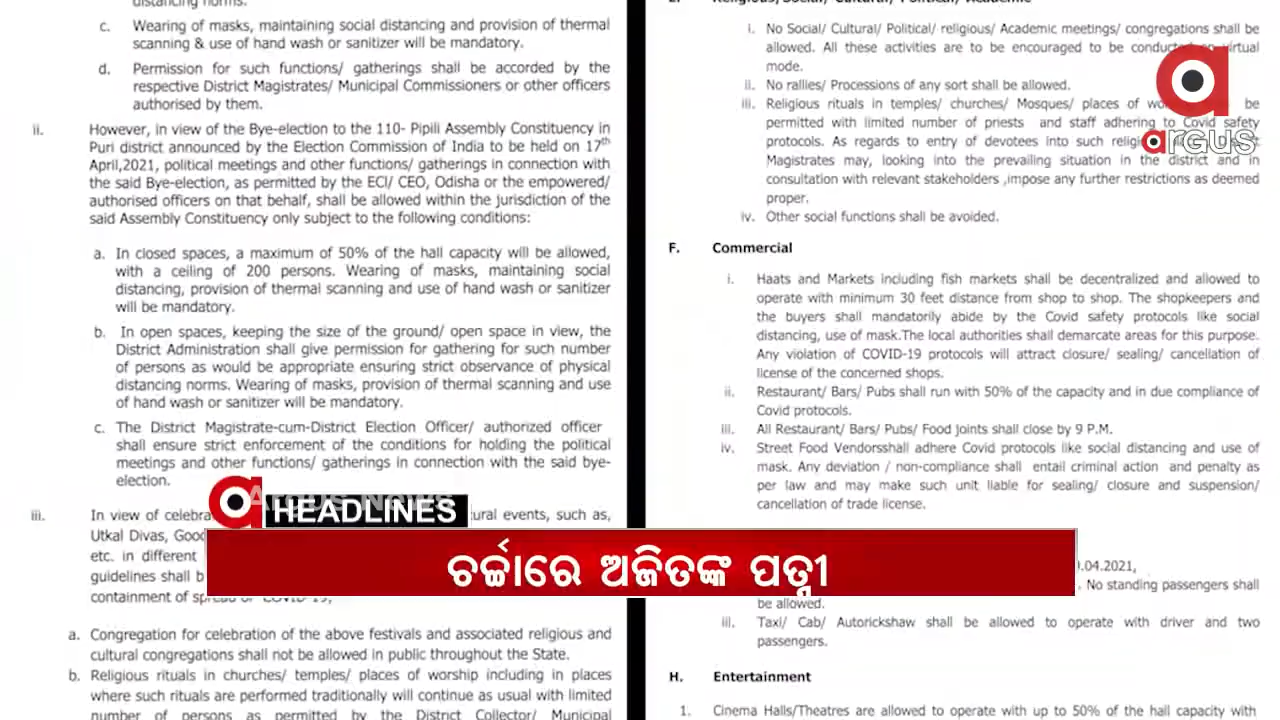 c. Wearing of masks, maintaining social distancing and provision of thermal
scanning & use of hand wash or sanitizer will be mandatory.
d. Permission for such functions/ gatherings shall be accorded by the
respective District Magistrates/ Municipal Commissioners or other officers
authorised by them.
ii. However, in view of the Bye-election to the 110- Pipili Assembly Constituency in
Puri district announced by the Election Commission of India to be held on 17th
April,2021, political meetings and other functions/ gatherings in connection with
the said Bye-election, as permitted by the ECI/ CEO, Odisha or the empowered/
authorised officers on that behalf, shall be allowed within the jurisdiction of the
said Assembly Constituency only subject to the following conditions:
a. In closed spaces, a maximum of 50% of the hall capacity will be allowed,
with a ceiling of 200 persons. Wearing of masks, maintaining social
distancing, provision of thermal scanning and use of hand wash or sanitizer
will be mandatory.
b. In open spaces, keeping the size of the ground/ open space in view, the
District Administration shall give permission for gathering for such number
of persons as would be appropriate ensuring strict observance of physical
distancing norms. Wearing of masks, provision of thermal scanning and use
of hand wash or sanitizer will be mandatory.
c. The District Magistrate-cum-District Election Officer/ authorized officer
shall ensure strict enforcement of the conditions for holding the political
meetings and other functions/ gatherings in connection with the said bye-
election.
iii. In view of ural events, such as,
Utkal Divas,
etc. in different
guidelines shall
containment of
a. Congregation for celebration of the above festivals and associated religious and
cultural congregations shall not be allowed in public throughout the State.
b. Religious rituals in churches/ temples/ places of worship including in places
where such rituals are performed traditionally will continue as usual with limited
number of persons as permitted by the District Collector/ Municipal
i. No Social/ Cultural/ Political/ religious/ Academic meetings/ congregations shall be
allowed. All these activities are to be encouraged to be conducted on virtual
mode.
ii. No rallies/ Processions of any sort shall be allowed.
iii. Religious rituals in temples/ churches/ Mosques/ places of be
permitted with limited number of priests and staff adhering to Covid safety
protocols. As regards to entry of devotees into such
Magistrates may, looking into the prevailing situation in the district and in
consultation with relevant stakeholders ,impose any further restrictions as deemed
proper.
iv. Other social functions shall be avoided.
F. Commercial
i. Haats and Markets including fish markets shall be decentralized and allowed to
operate with minimum 30 feet distance from shop to shop. The shopkeepers and
the buyers shall mandatorily abide by the Covid safety protocols like social
distancing, use of mask.The local authorities shall demarcate areas for this purpose.
Any violation of COVID-19 protocols will attract closure/ sealing/ cancellation of
license of the concerned shops.
ii. Restaurant/ Bars/ Pubs shall run with 50% of the capacity and in due compliance of
Covid protocols.
iii. All Restaurant/ Bars/ Pubs/ Food joints shall close by 9 P.M.
iv. Street Food Vendorsshall adhere Covid protocols like social distancing and use of
mask. Any deviation / non-compliance shall entail criminal action and penalty as
per law and may make such unit liable for sealing/ closure and suspension/
cancellation of trade license.
.04.2021,
. No standing passengers shall
be allowed.
iii. Taxi/ Cab/ Autorickshaw shall be allowed to operate with driver and two
passengers.
H. Entertainment
1. Cinema Halls/Theatres are allowed to operate with up to 50% of the hall capacity with
argus
Argus News
HEADLINES
ଚର୍ଚ୍ଚାରେ ଅଜିତଙ୍କ ପତ୍ନୀ